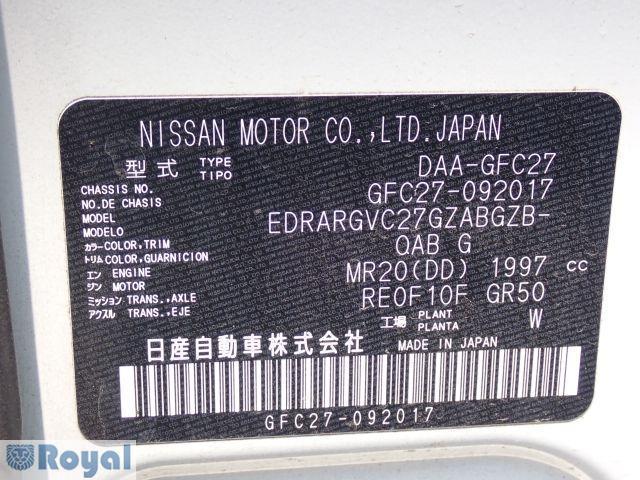 NISSAN MOTOR CO.,LTD.JAPAN
型式 TYPE TIPO DAA-GFC27
CHASSIS NO. NO.DE CHASIS GFC27-092017
MODEL MODELO EDRARGVC27GZABGZB-
カラー COLOR,TRIM トリム COLOR,GUARNICION QAB G
エンジン ENGINE MOTOR MR20(DD) 1997 cc
ミッション TRANS.,AXLE アクスル TRANS.,EJE RE0F10F GR50
工場 PLANT PLANTA W
日産自動車株式会社 MADE IN JAPAN
GFC27-092017
Royal